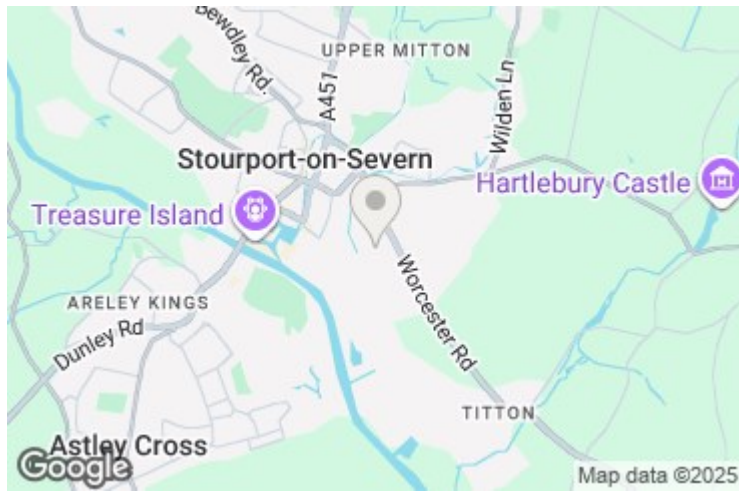 Bewdley Rd.
UPPER MITTON
A451
Wilden Ln
Stourport-on-Severn
Hartlebury Castle
Treasure Island
Worcester Rd
ARELEY KINGS
Dunley Rd
TITTON
Astley Cross
Google
Map data ©2025